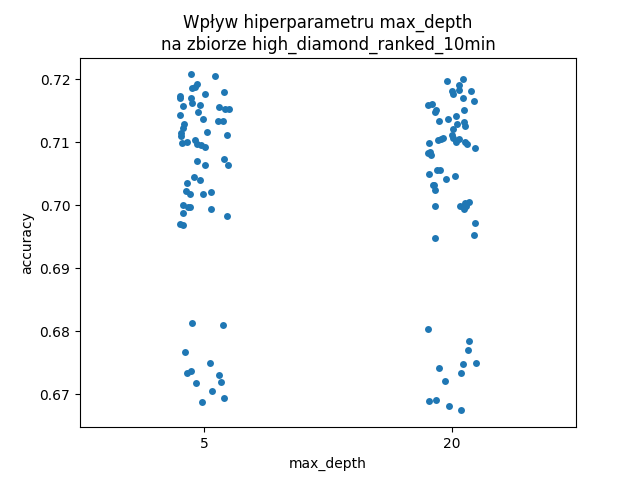 Wpływ hiperparametru max_depth
na zbiorze high_diamond_ranked_10min
accuracy
0.72
0.71
0.70
0.69
0.68
0.67
5
20
max_depth